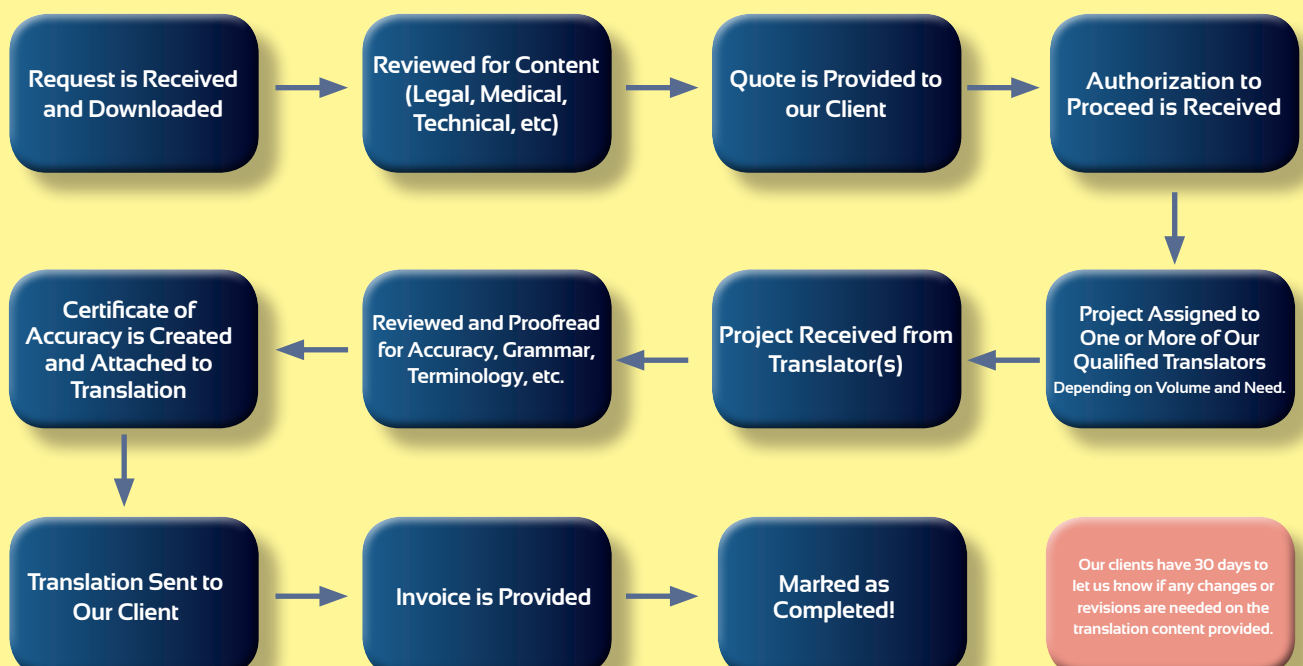 Request is Received
and Downloaded
Reviewed for Content
(Legal, Medical,
Technical, etc)
Quote is Provided to
our Client
Authorization to
Proceed is Received
Project Assigned to
One or More of Our
Qualified Translators
Depending on Volume and Need.
Project Received from
Translator(s)
Reviewed and Proofread
for Accuracy, Grammar,
Terminology, etc.
Certificate of
Accuracy is Created
and Attached to
Translation
Translation Sent to
Our Client
Invoice is Provided
Marked as
Completed!
Our clients have 30 days to
let us know if any changes or
revisions are needed on the
translation content provided.